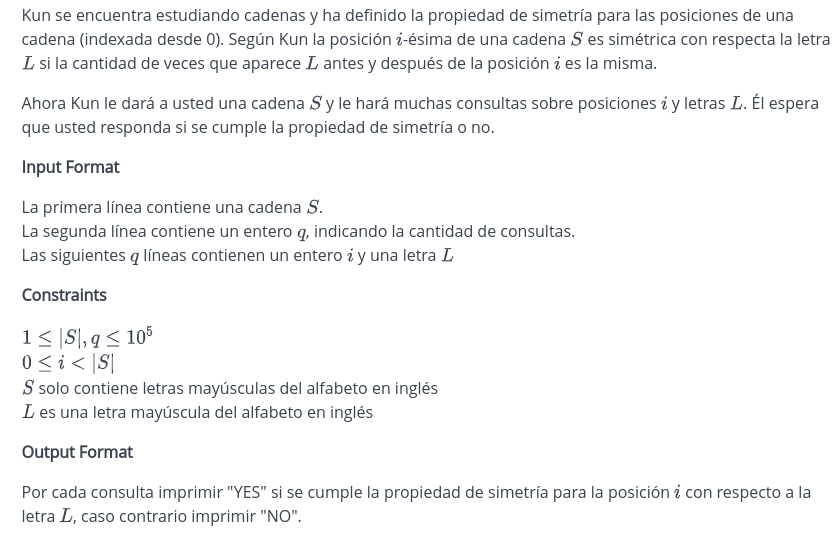 Kun se encuentra estudiando cadenas y ha definido la propiedad de simetría para las posiciones de una
cadena (indexada desde 0). Según Kun la posición i-ésima de una cadena S es simétrica con respecta la letra
L si la cantidad de veces que aparece L antes y después de la posición i es la misma.
Ahora Kun le dará a usted una cadena S y le hará muchas consultas sobre posiciones i y letras L. Él espera
que usted responda si se cumple la propiedad de simetría o no.
Input Format
La primera línea contiene una cadena S.
La segunda línea contiene un entero q, indicando la cantidad de consultas.
Las siguientes q líneas contienen un entero i y una letra L
Constraints
1 ≤ |S|, q ≤ 10⁵
0 ≤ i < |S|
S solo contiene letras mayúsculas del alfabeto en inglés
L es una letra mayúscula del alfabeto en inglés
Output Format
Por cada consulta imprimir "YES" si se cumple la propiedad de simetría para la posición i con respecto a la
letra L, caso contrario imprimir "NO".